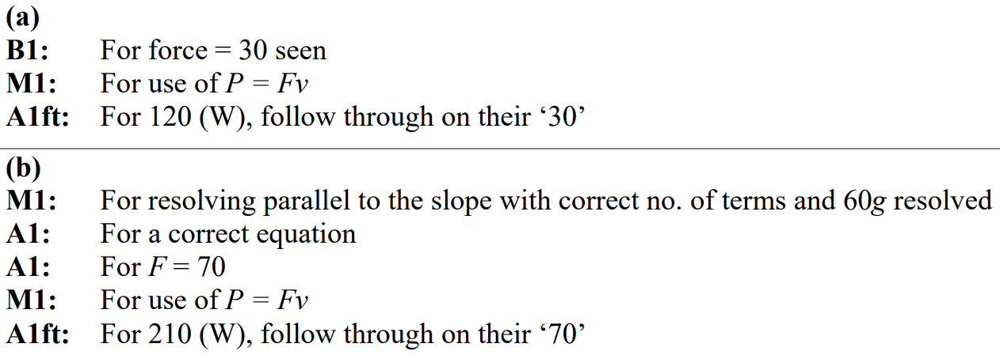 (a)
B1: For force = 30 seen
M1: For use of P = Fv
A1ft: For 120 (W), follow through on their ‘30’
(b)
M1: For resolving parallel to the slope with correct no. of terms and 60g resolved
A1: For a correct equation
A1: For F = 70
M1: For use of P = Fv
A1ft: For 210 (W), follow through on their ‘70’